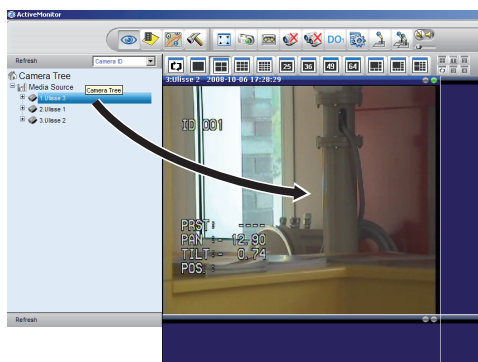 ActiveMonitor
DO:
Refresh
Camera ID
25
36
49
64
Camera Tree
3:Ulisse 2 2008-10-06 17:28:29
Media Source
Camera Tree
1.Ulisse 3
2.Ulisse 1
3.Ulisse 2
ID 001
PRST: ----
PAN :- 12.90
TILT:- 0.74
POS. :
Refresh